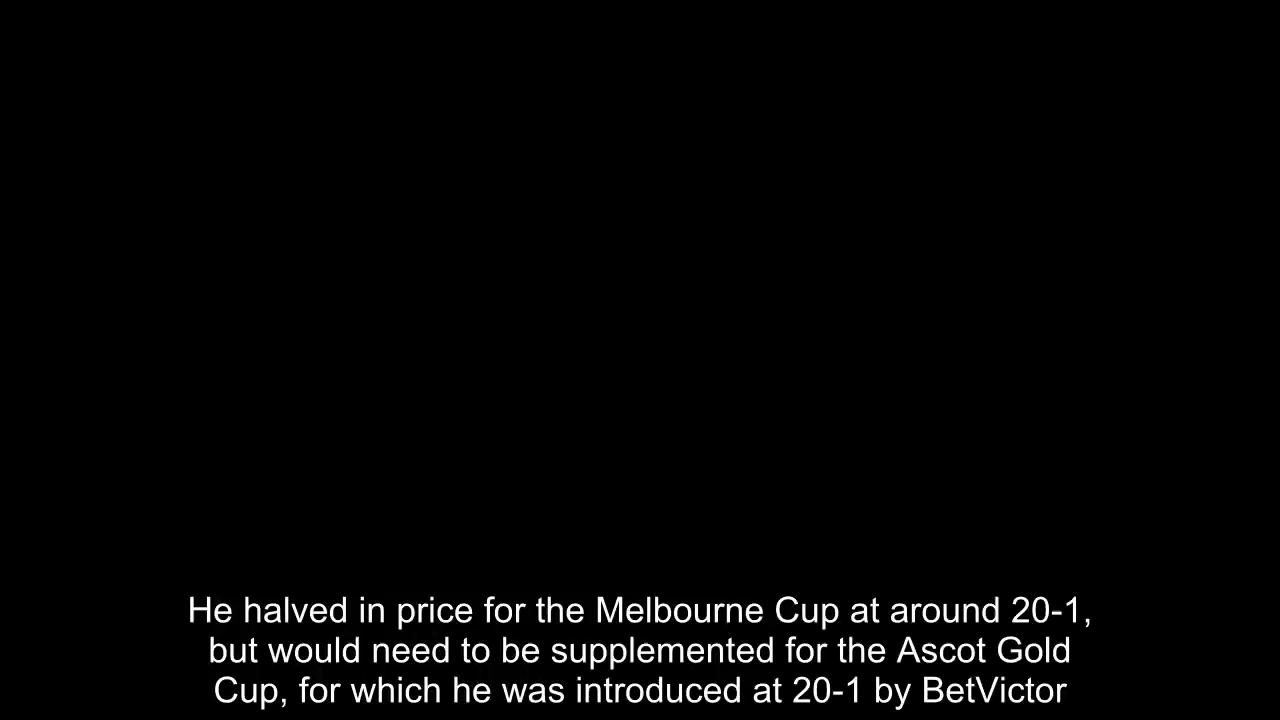 He halved in price for the Melbourne Cup at around 20-1,
but would need to be supplemented for the Ascot Gold
Cup, for which he was introduced at 20-1 by BetVictor